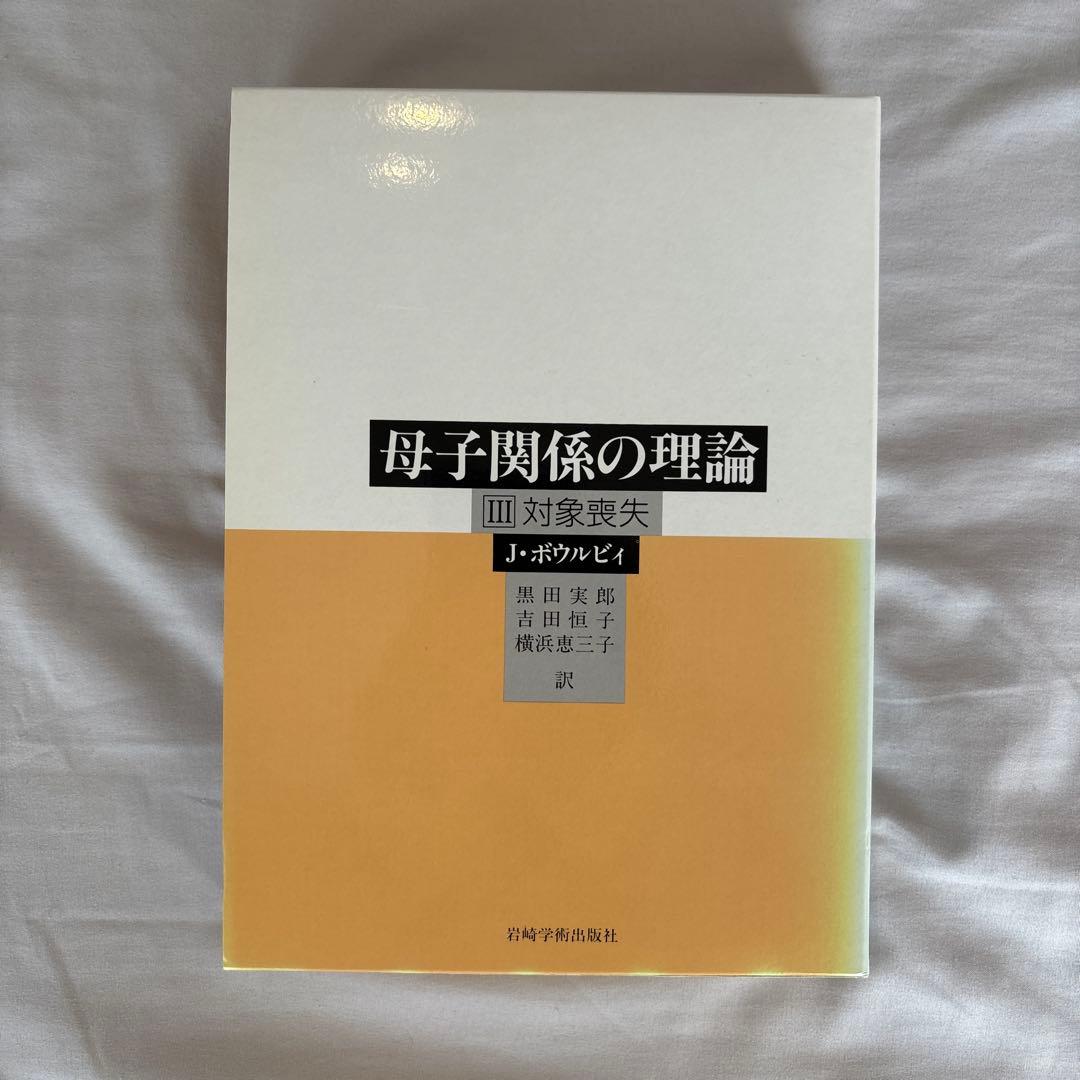 母子関係の理論
III 対象喪失
J・ボウルビィ
黒田実郎
吉田恒子
横浜恵三子
訳
岩崎学術出版社